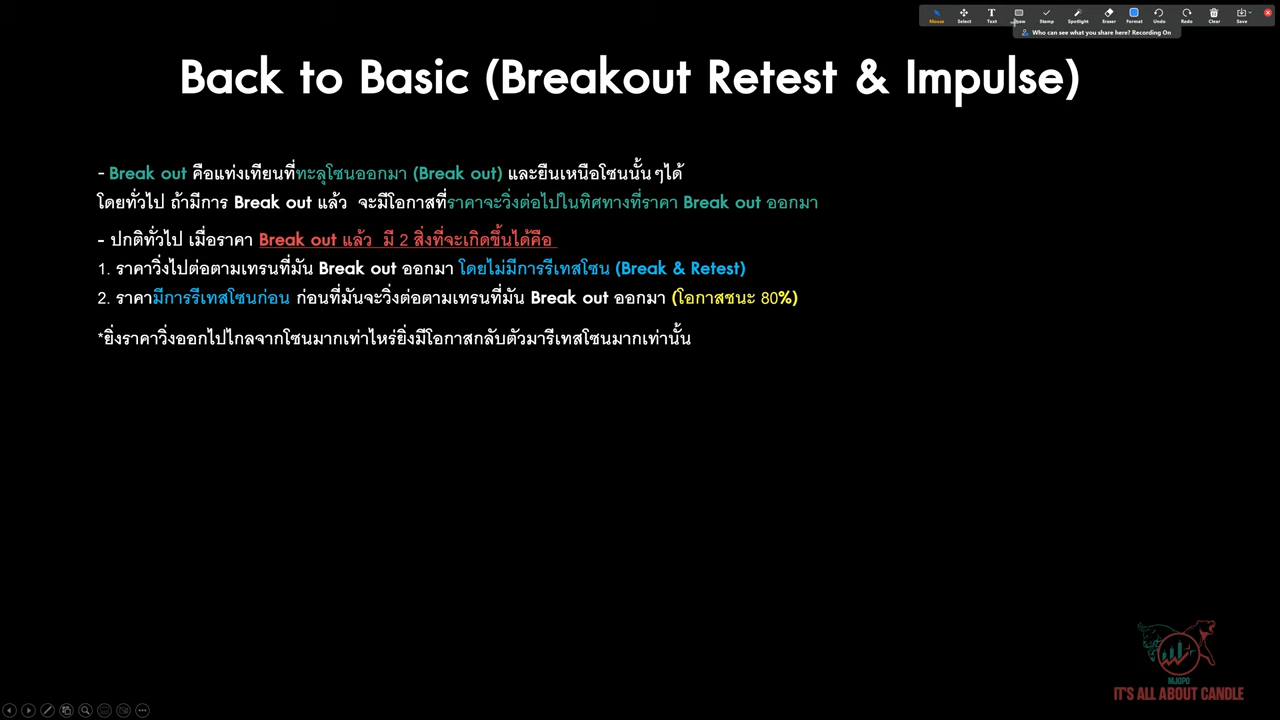 Mouse Select Text Draw Stamp Spotlight Eraser Format Undo Redo Clear Save
Who can see what you share here? Recording On
Back to Basic (Breakout Retest & Impulse)
- Break out คือแท่งเทียนที่ทะลุโซนออกมา (Break out) และยืนเหนือโซนนั้นๆได้
โดยทั่วไป ถ้ามีการ Break out แล้ว จะมีโอกาสที่ราคาจะวิ่งต่อไปในทิศทางที่ราคา Break out ออกมา
- ปกติทั่วไป เมื่อราคา Break out แล้ว มี 2 สิ่งที่จะเกิดขึ้นได้คือ
1. ราคาวิ่งไปต่อตามเทรนที่มัน Break out ออกมา โดยไม่มีการรีเทสโซน (Break & Retest)
2. ราคามีการรีเทสโซนก่อน ก่อนที่มันจะวิ่งต่อตามเทรนที่มัน Break out ออกมา (โอกาสชนะ 80%)
*ยิ่งราคาวิ่งออกไปไกลจากโซนมากเท่าไหร่ยิ่งมีโอกาสกลับตัวมารีเทสโซนมากเท่านั้น
MJOPO
IT'S ALL ABOUT CANDLE